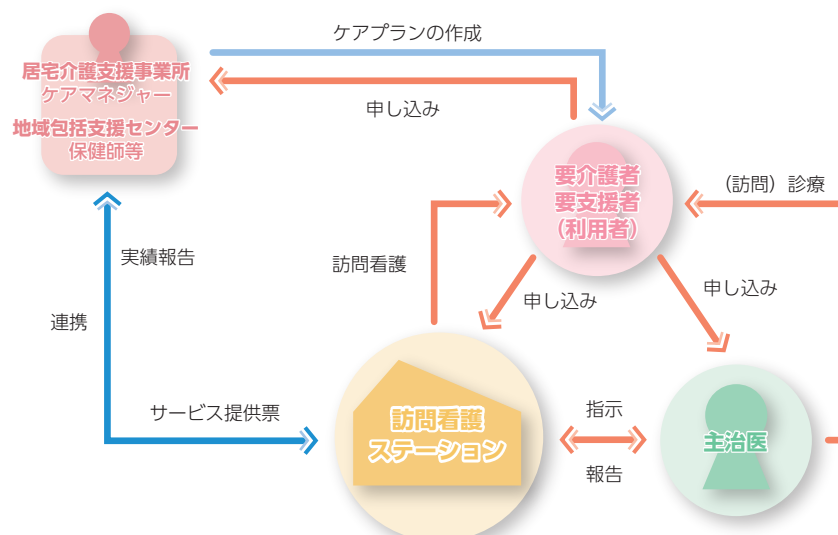 ケアプランの作成
居宅介護支援事業所
ケアマネジャー
地域包括支援センター
保健師等
申し込み
要介護者
要支援者
(利用者)
(訪問) 診療
実績報告
訪問看護
申し込み
申し込み
連携
サービス提供票
訪問看護
ステーション
指示
報告
主治医